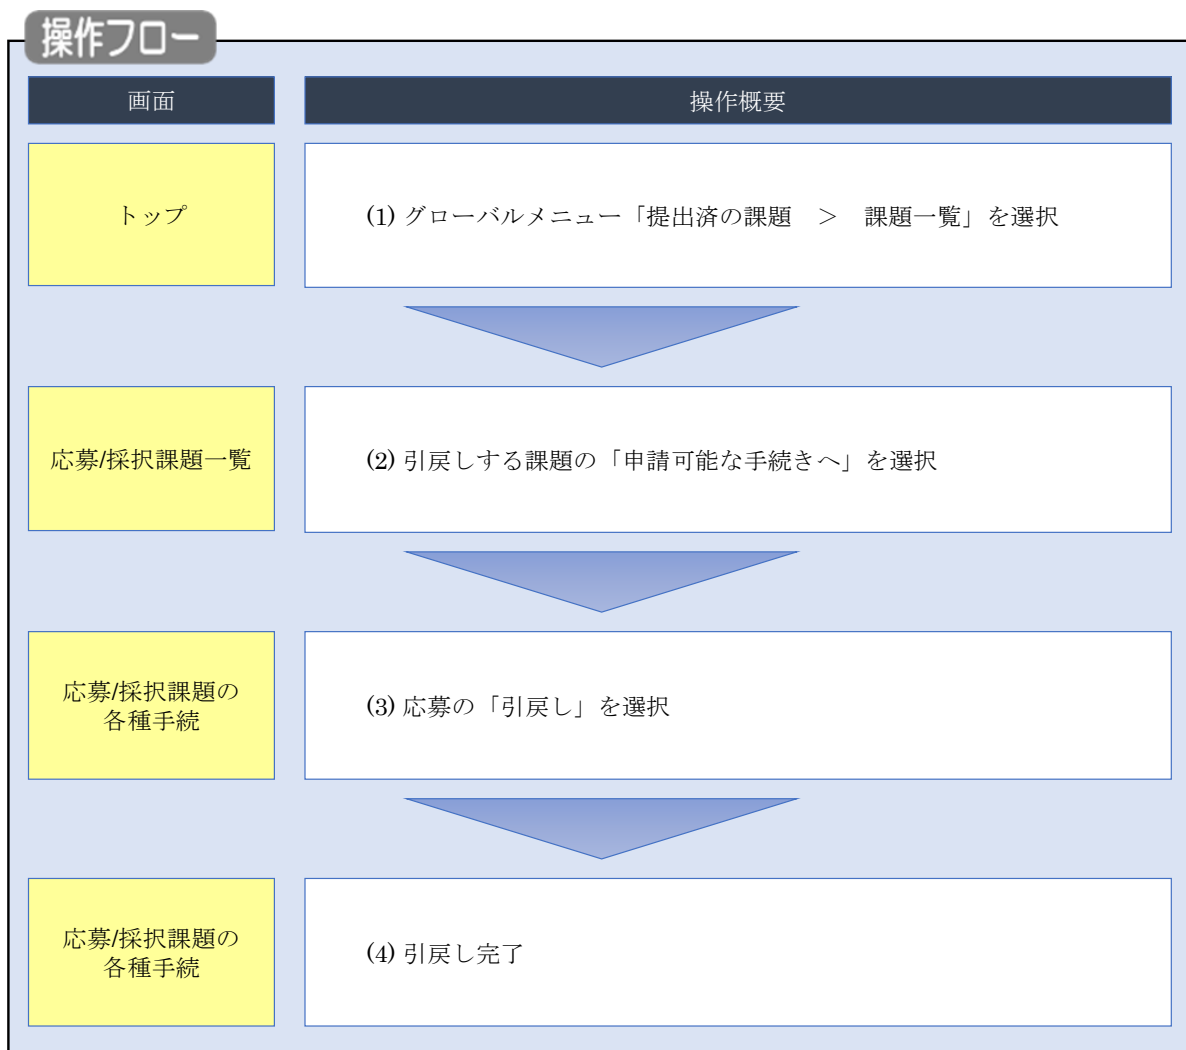 操作フロー
画面
操作概要
トップ
(1) グローバルメニュー「提出済の課題　＞　課題一覧」を選択
応募/採択課題一覧
(2) 引戻しする課題の「申請可能な手続きへ」を選択
応募/採択課題の
各種手続
(3) 応募の「引戻し」を選択
応募/採択課題の
各種手続
(4) 引戻し完了